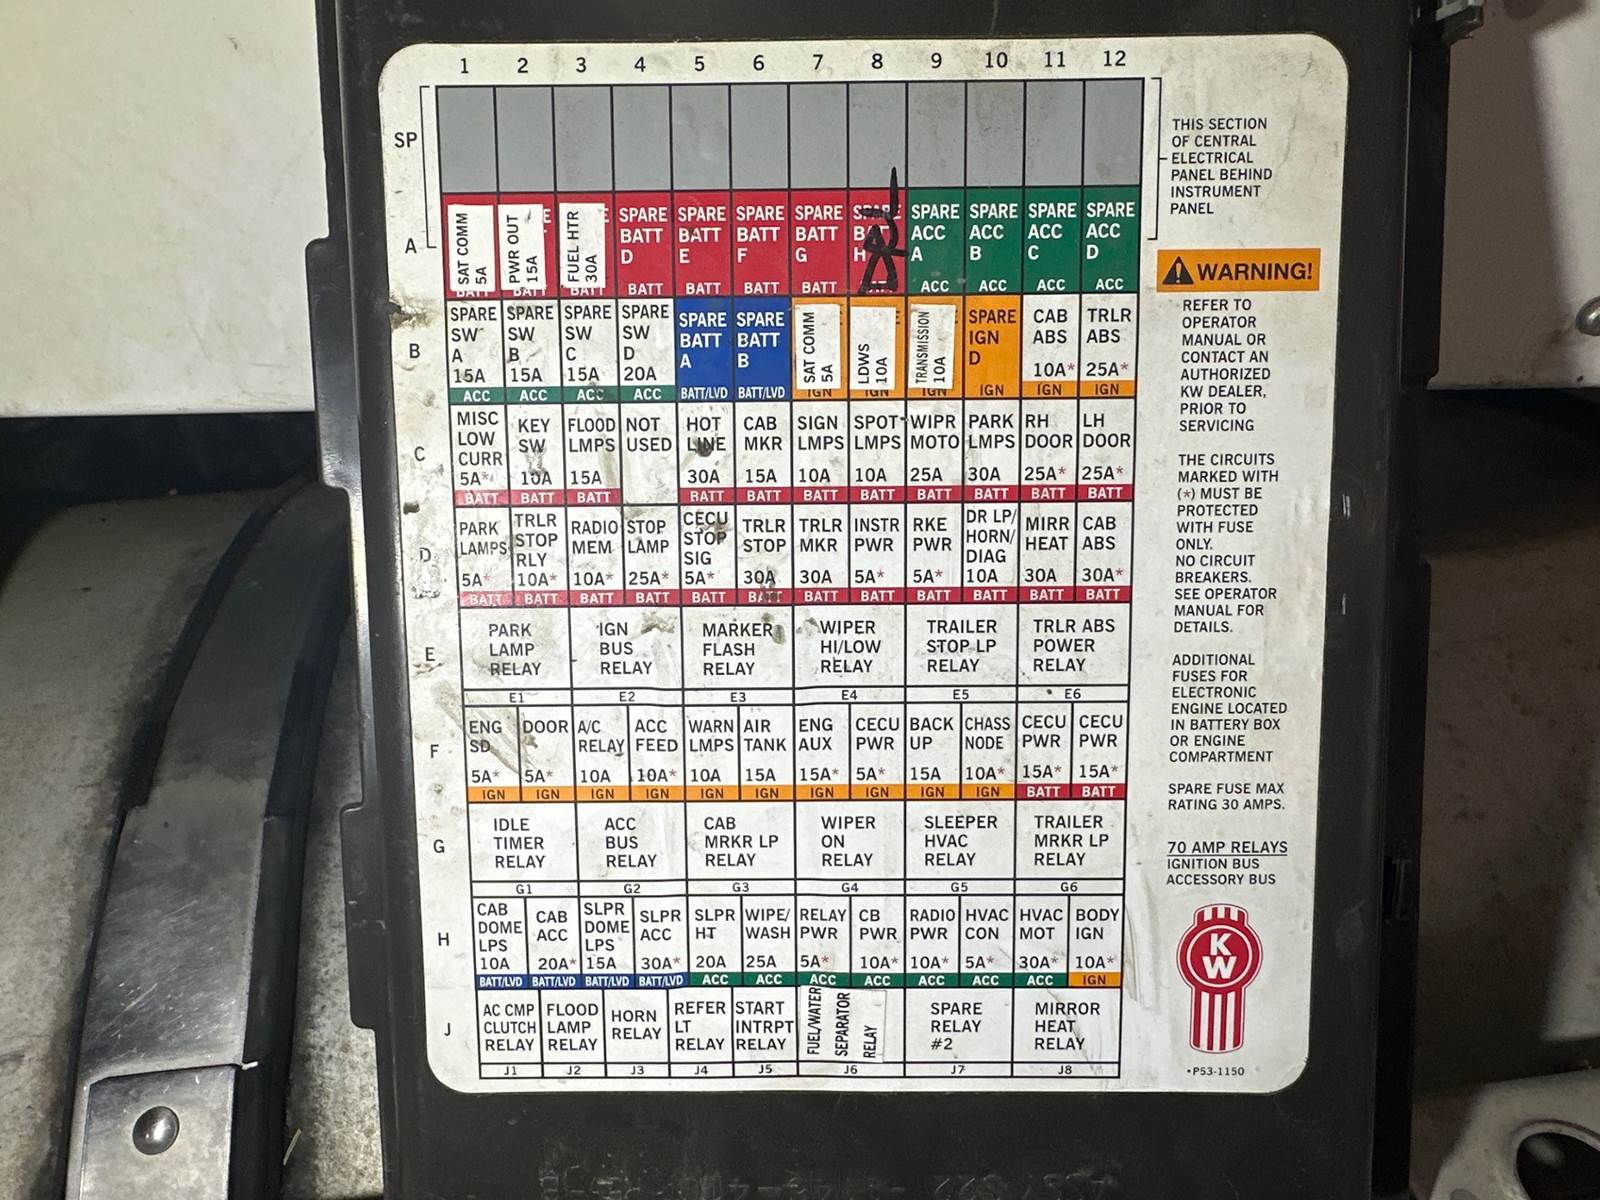 1 2 3 4 5 6 7 8 9 10 11 12
SP
THIS SECTION
OF CENTRAL
ELECTRICAL
PANEL BEHIND
INSTRUMENT
PANEL
A
SAT COMM
5A
BATT
PWR OUT
15A
BATT
FUEL HTR
30A
BATT
SPARE
BATT
D
BATT
SPARE
BATT
E
BATT
SPARE
BATT
F
BATT
SPARE
BATT
G
BATT
SPARE
BATT
H
SPARE
ACC
A
ACC
SPARE
ACC
B
ACC
SPARE
ACC
C
ACC
SPARE
ACC
D
ACC
B
SPARE
SW
A
15A
ACC
SPARE
SW
B
15A
ACC
SPARE
SW
C
15A
ACC
SPARE
SW
D
20A
ACC
SPARE
BATT
A
BATT/LVD
SPARE
BATT
B
BATT/LVD
SAT COMM
5A
IGN
LDWS
10A
IGN
TRANSMISSION
10A
IGN
SPARE
IGN
D
IGN
CAB
ABS
10A*
IGN
TRLR
ABS
25A*
IGN
C
MISC
LOW
CURR
5A*
BATT
KEY
SW
10A
BATT
FLOOD
LMPS
15A
BATT
NOT
USED
HOT
LINE
30A
BATT
CAB
MKR
15A
BATT
SIGN
LMPS
10A
BATT
SPOT
LMPS
10A
BATT
WIPR
MOTO
25A
BATT
PARK
LMPS
30A
BATT
RH
DOOR
25A*
BATT
LH
DOOR
25A*
BATT
D
PARK
LAMPS
5A*
BATT
TRLR
STOP
RLY
10A*
BATT
RADIO
MEM
10A*
BATT
STOP
LAMP
25A*
BATT
CECU
STOP
SIG
5A*
BATT
TRLR
STOP
30A
BATT
TRLR
MKR
30A
BATT
INSTR
PWR
5A*
BATT
RKE
PWR
5A*
BATT
DR LP/
HORN/
DIAG
10A
BATT
MIRR
HEAT
30A
BATT
CAB
ABS
30A*
BATT
E
PARK
LAMP
RELAY
E1
IGN
BUS
RELAY
E2
MARKER
FLASH
RELAY
E3
WIPER
HI/LOW
RELAY
E4
TRAILER
STOP LP
RELAY
E5
TRLR ABS
POWER
RELAY
E6
F
ENG
SD
5A*
IGN
DOOR
5A*
IGN
A/C
RELAY
10A
IGN
ACC
FEED
10A*
IGN
WARN
LMPS
10A
IGN
AIR
TANK
15A
IGN
ENG
AUX
15A*
IGN
CECU
PWR
5A*
IGN
BACK
UP
15A
IGN
CHASS
NODE
10A*
IGN
CECU
PWR
15A*
BATT
CECU
PWR
15A*
BATT
G
IDLE
TIMER
RELAY
G1
ACC
BUS
RELAY
G2
CAB
MRKR LP
RELAY
G3
WIPER
ON
RELAY
G4
SLEEPER
HVAC
RELAY
G5
TRAILER
MRKR LP
RELAY
G6
H
CAB
DOME
LPS
10A
BATT/LVD
CAB
ACC
20A*
BATT/LVD
SLPR
DOME
LPS
15A
BATT/LVD
SLPR
ACC
30A*
BATT/LVD
SLPR
HT
20A
ACC
WIPE/
WASH
25A
ACC
RELAY
PWR
5A*
ACC
CB
PWR
10A*
ACC
RADIO
PWR
10A*
ACC
HVAC
CON
5A*
ACC
HVAC
MOT
30A*
ACC
BODY
IGN
10A*
IGN
J
AC CMP
CLUTCH
RELAY
J1
FLOOD
LAMP
RELAY
J2
HORN
RELAY
J3
REFER
LT
RELAY
J4
START
INTRPT
RELAY
J5
FUEL/WATER
SEPARATOR
RELAY
J6
SPARE
RELAY
#2
J7
MIRROR
HEAT
RELAY
J8
WARNING!
REFER TO
OPERATOR
MANUAL OR
CONTACT AN
AUTHORIZED
KW DEALER,
PRIOR TO
SERVICING
THE CIRCUITS
MARKED WITH
(*) MUST BE
PROTECTED
WITH FUSE
ONLY.
NO CIRCUIT
BREAKERS.
SEE OPERATOR
MANUAL FOR
DETAILS.
ADDITIONAL
FUSES FOR
ELECTRONIC
ENGINE LOCATED
IN BATTERY BOX
OR ENGINE
COMPARTMENT
SPARE FUSE MAX
RATING 30 AMPS.
70 AMP RELAYS
IGNITION BUS
ACCESSORY BUS
KW
•P53-1150